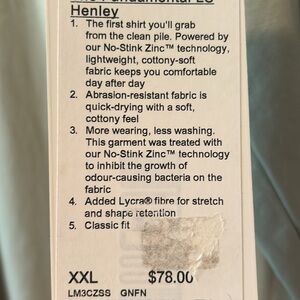 The Fundamental LS
Henley
1. The first shirt you'll grab
from the clean pile. Powered by
our No-Stink Zinc™ technology,
lightweight, cottony-soft
fabric keeps you comfortable
day after day
2. Abrasion-resistant fabric is
quick-drying with a soft,
cottony feel
3. More wearing, less washing.
This garment was treated with
our No-Stink Zinc™ technology
to inhibit the growth of
odour-causing bacteria on the
fabric
4. Added Lycra® fibre for stretch
and shape retention
5. Classic fit
XXL $78.00
LM3CZSS GNFN